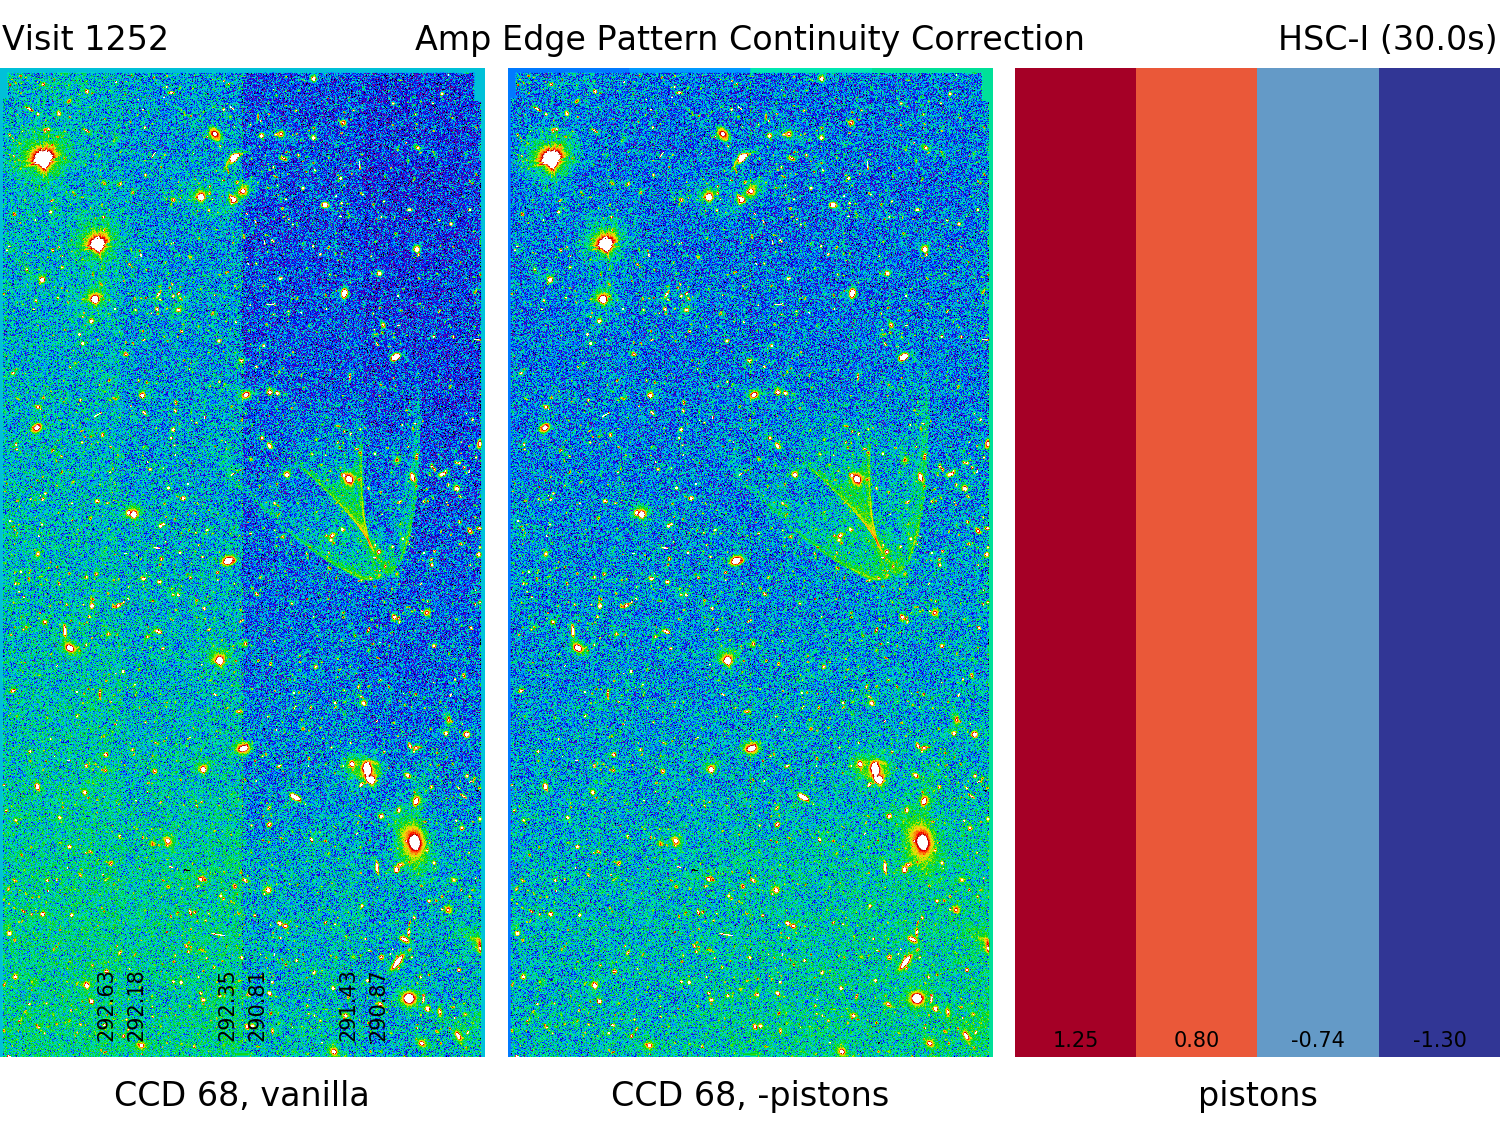 Visit 1252 Amp Edge Pattern Continuity Correction HSC-I (30.0s)
292.63 292.18 292.35 290.81 291.43 290.87
1.25 0.80 -0.74 -1.30
CCD 68, vanilla CCD 68, -pistons pistons